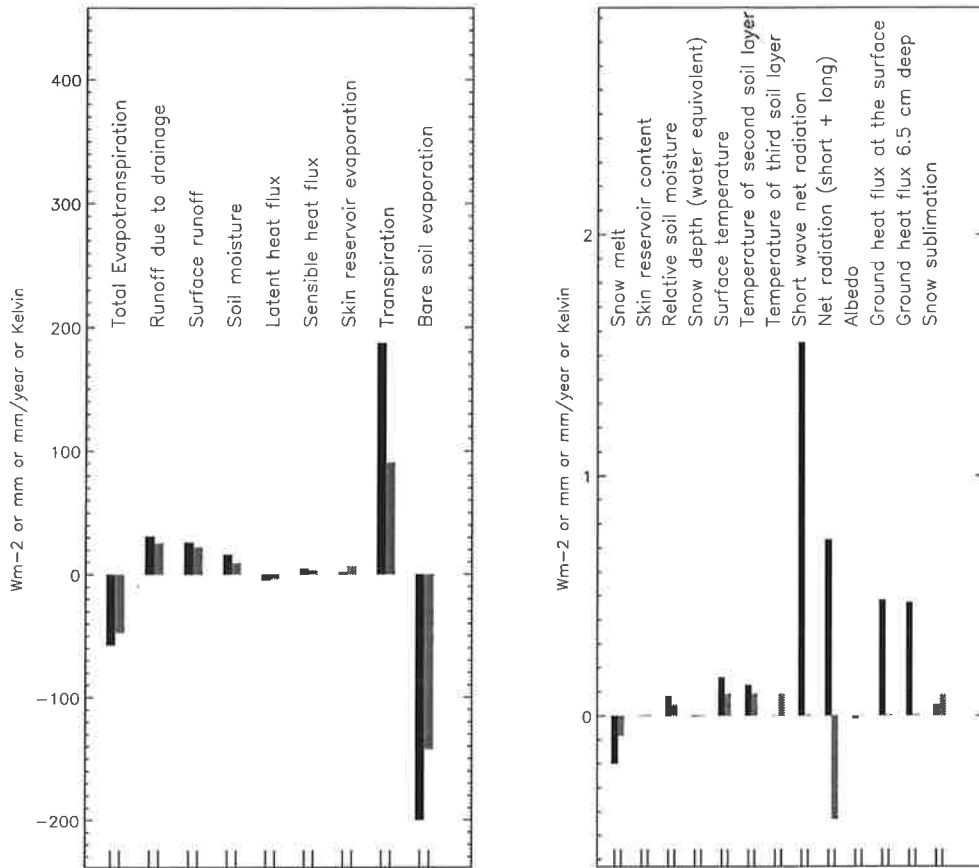 Wm-2 or mm or mm/year or Kelvin
400
300
200
100
0
-100
-200
Total Evapotranspiration
Runoff due to drainage
Surface runoff
Soil moisture
Latent heat flux
Sensible heat flux
Skin reservoir evaporation
Transpiration
Bare soil evaporation
Wm-2 or mm or mm/year or Kelvin
2
1
0
Snow melt
Skin reservoir content
Relative soil moisture
Snow depth (water equivalent)
Surface temperature
Temperature of second soil layer
Temperature of third soil layer
Short wave net radiation
Net radiation (short + long)
Albedo
Ground heat flux at the surface
Ground heat flux 6.5 cm deep
Snow sublimation